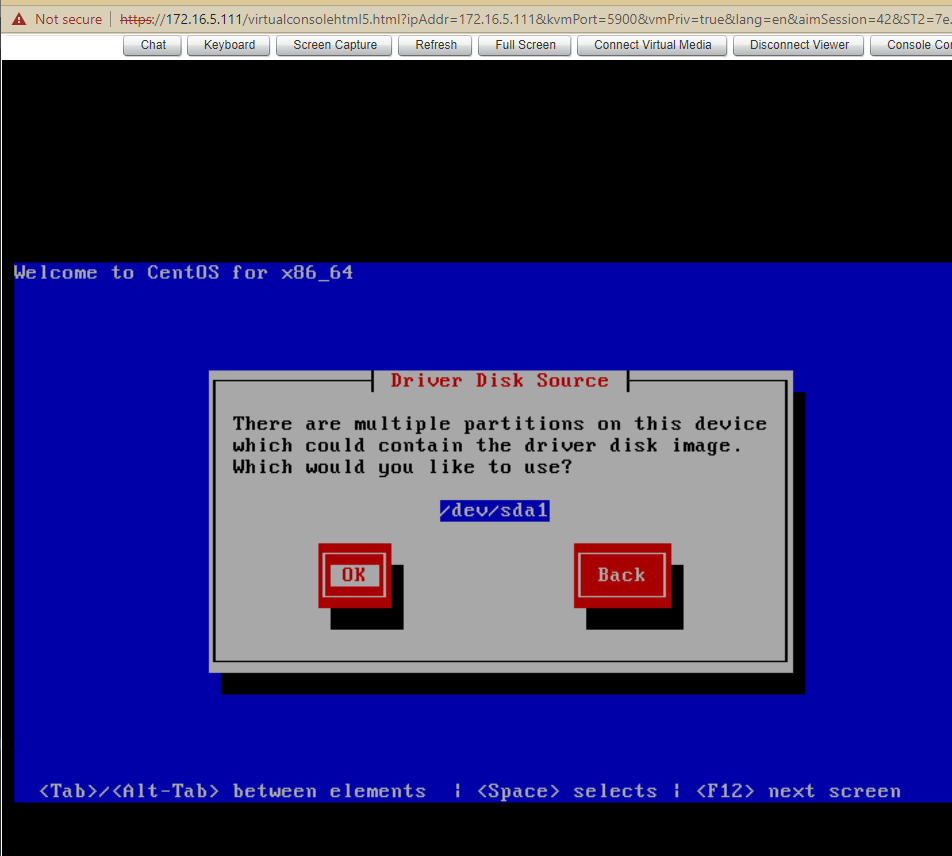 Not secure | https://172.16.5.111/virtualconsolehtml5.html?ipAddr=172.16.5.111&kvmPort=5900&vmPriv=true&lang=en&aimSession=42&ST2=7e.
Chat Keyboard Screen Capture Refresh Full Screen Connect Virtual Media Disconnect Viewer Console Con
Welcome to CentOS for x86_64
Driver Disk Source
There are multiple partitions on this device
which could contain the driver disk image.
Which would you like to use?
/dev/sda1
OK Back
<Tab>/<Alt-Tab> between elements | <Space> selects | <F12> next screen